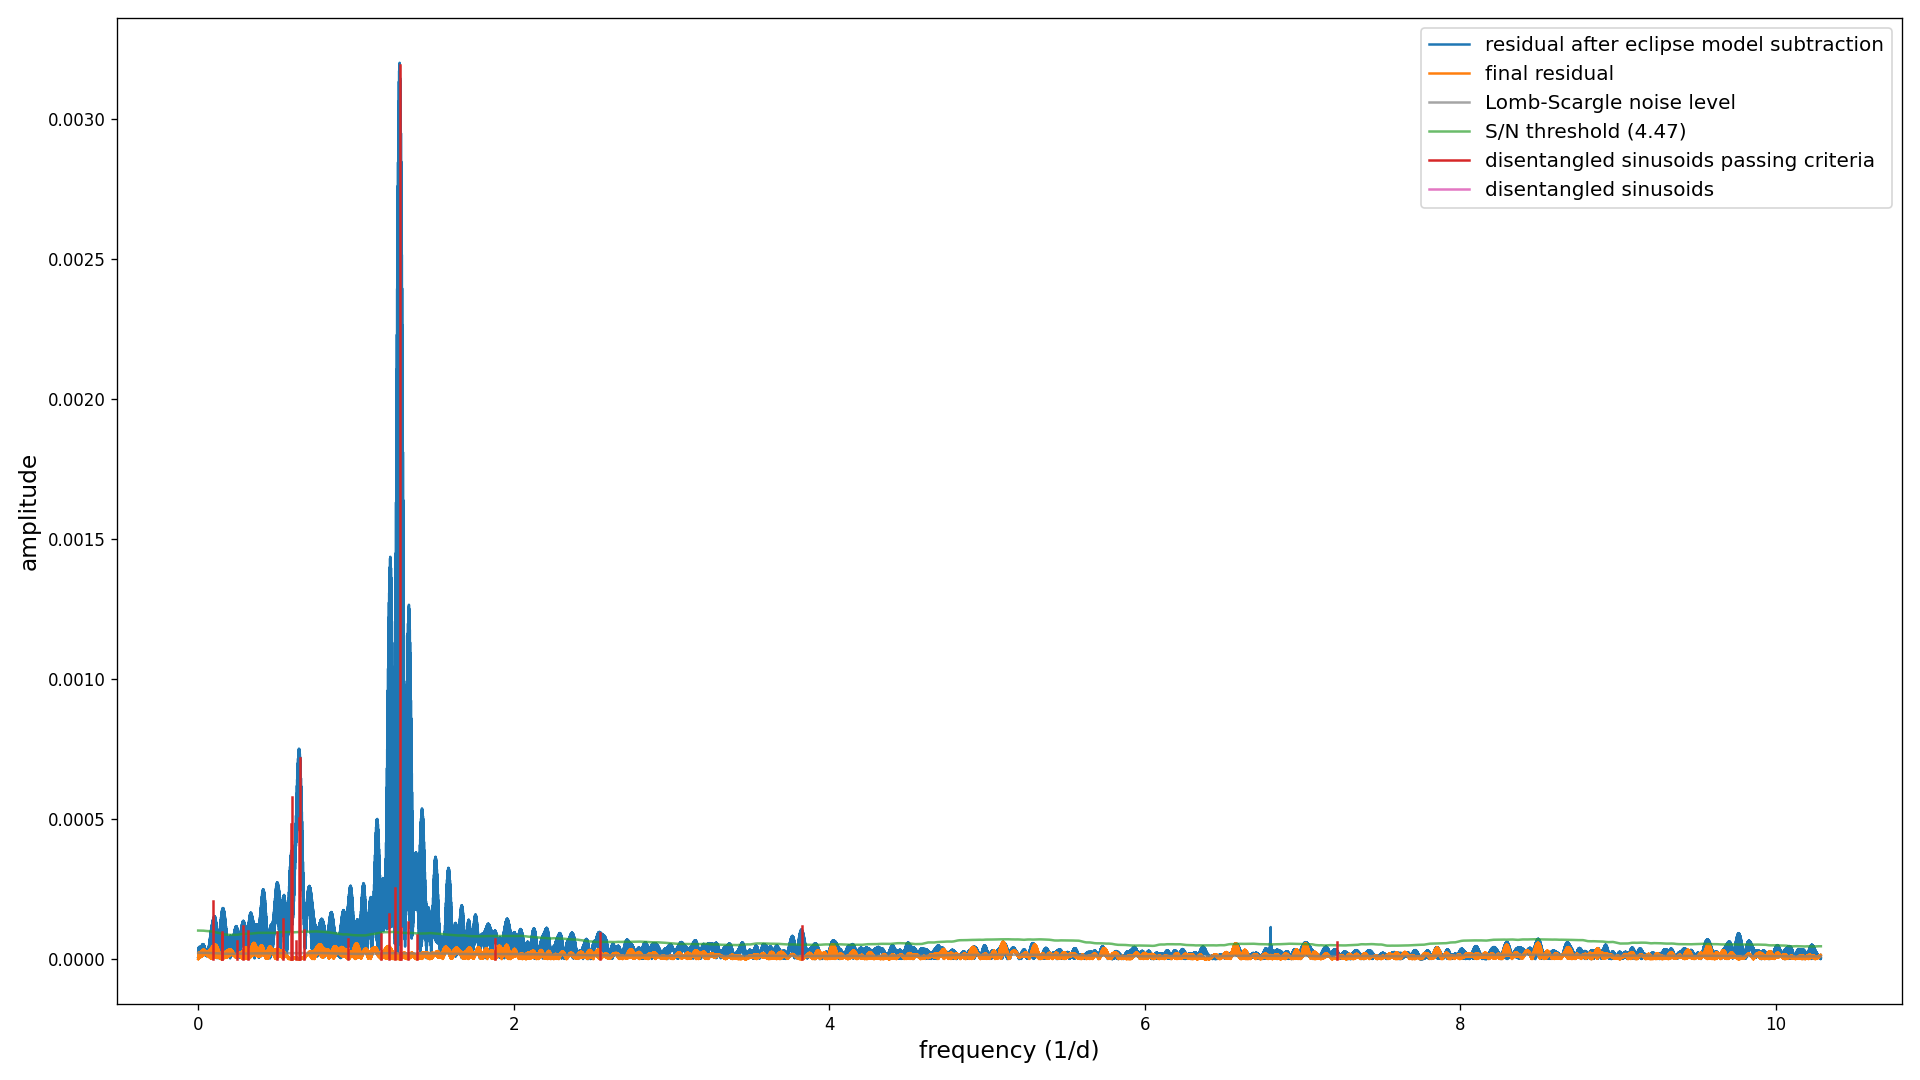 residual after eclipse model subtraction
final residual
Lomb-Scargle noise level
S/N threshold (4.47)
disentangled sinusoids passing criteria
disentangled sinusoids
0.0030
0.0025
0.0020
0.0015
0.0010
0.0005
0.0000
amplitude
0 2 4 6 8 10
frequency (1/d)